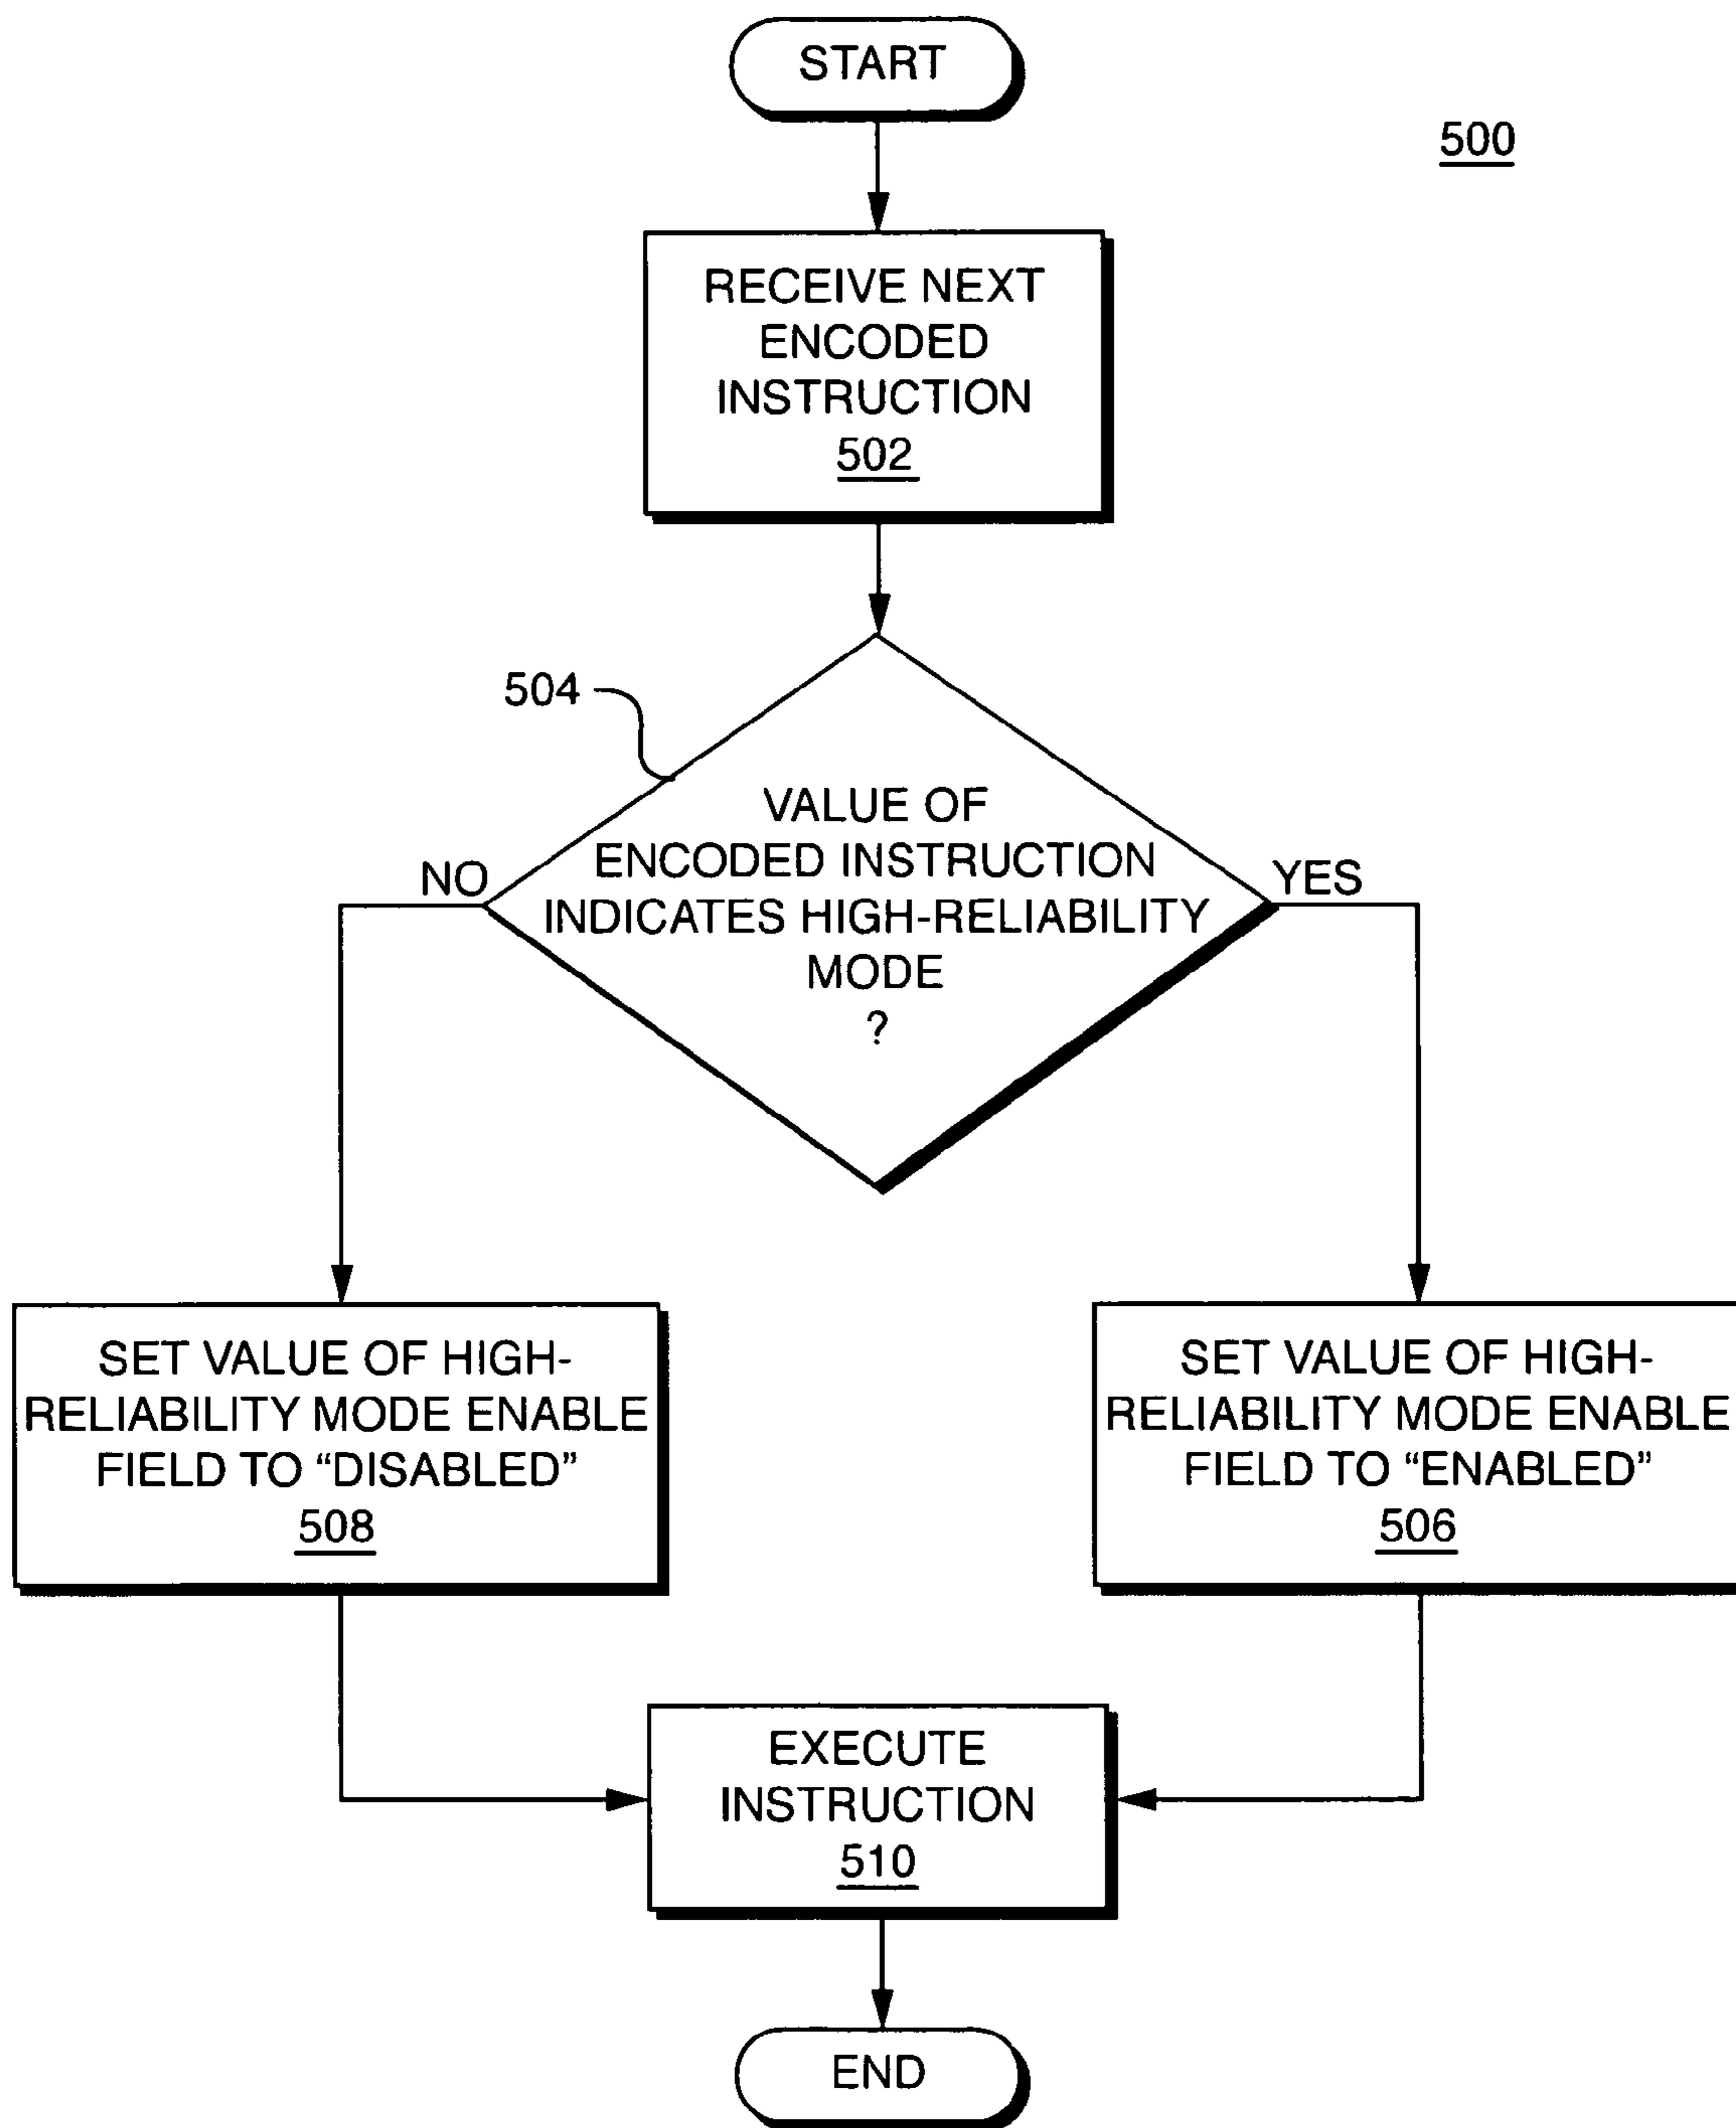 START
500
RECEIVE NEXT
ENCODED
INSTRUCTION
502
504
VALUE OF
ENCODED INSTRUCTION
INDICATES HIGH-RELIABILITY
MODE
?
NO
YES
SET VALUE OF HIGH-
RELIABILITY MODE ENABLE
FIELD TO “DISABLED”
508
SET VALUE OF HIGH-
RELIABILITY MODE ENABLE
FIELD TO “ENABLED”
506
EXECUTE
INSTRUCTION
510
END